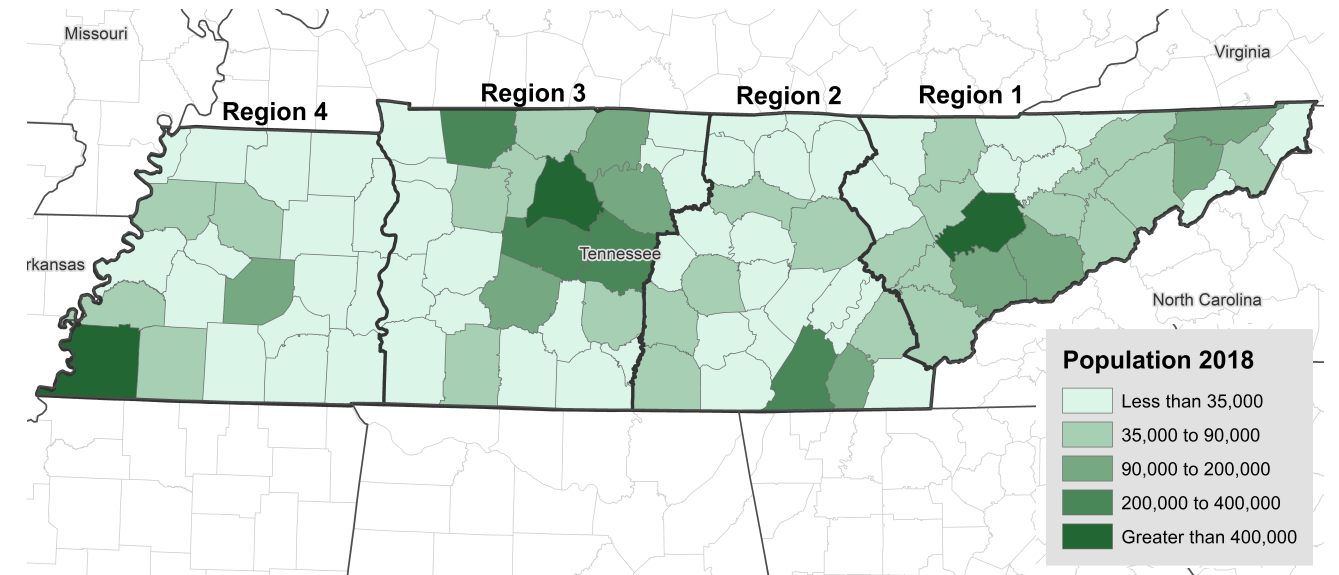 Missouri
Virginia
Region 4
Region 3
Region 2
Region 1
rkansas
Tennessee
North Carolina
Population 2018
Less than 35,000
35,000 to 90,000
90,000 to 200,000
200,000 to 400,000
Greater than 400,000